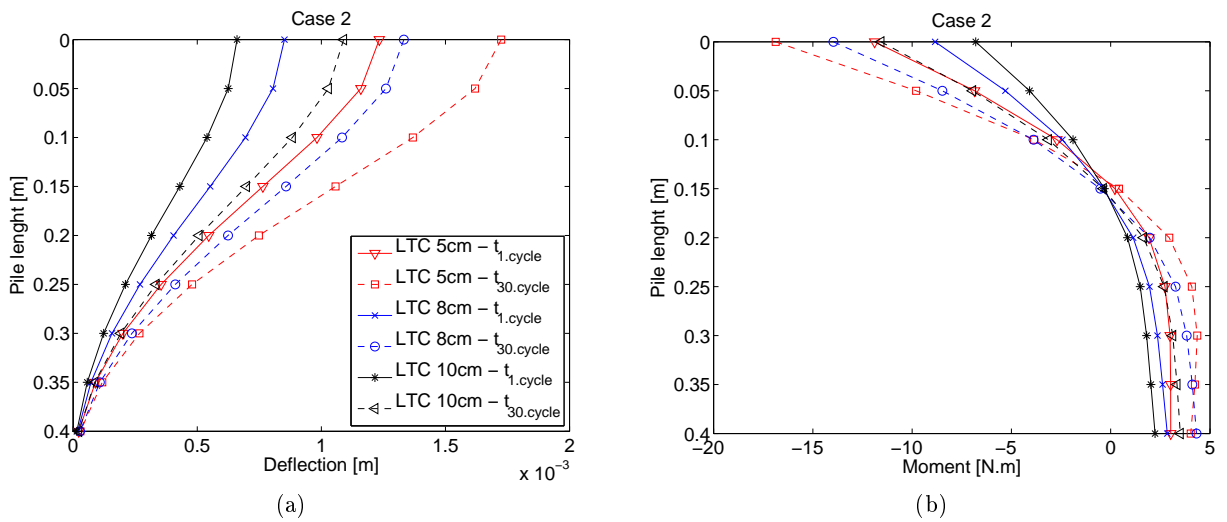 Case 2
0
0.05
0.1
0.15
0.2
0.25
0.3
0.35
0.4
Pile lenght [m]
0
0.5
1
1.5
2
x 10⁻³
Deflection [m]
LTC 5cm − t1.cycle
LTC 5cm − t30.cycle
LTC 8cm − t1.cycle
LTC 8cm − t30.cycle
LTC 10cm − t1.cycle
LTC 10cm − t30.cycle
(a)
Case 2
0
0.05
0.1
0.15
0.2
0.25
0.3
0.35
0.4
Pile lenght [m]
−20
−15
−10
−5
0
5
Moment [N.m]
(b)